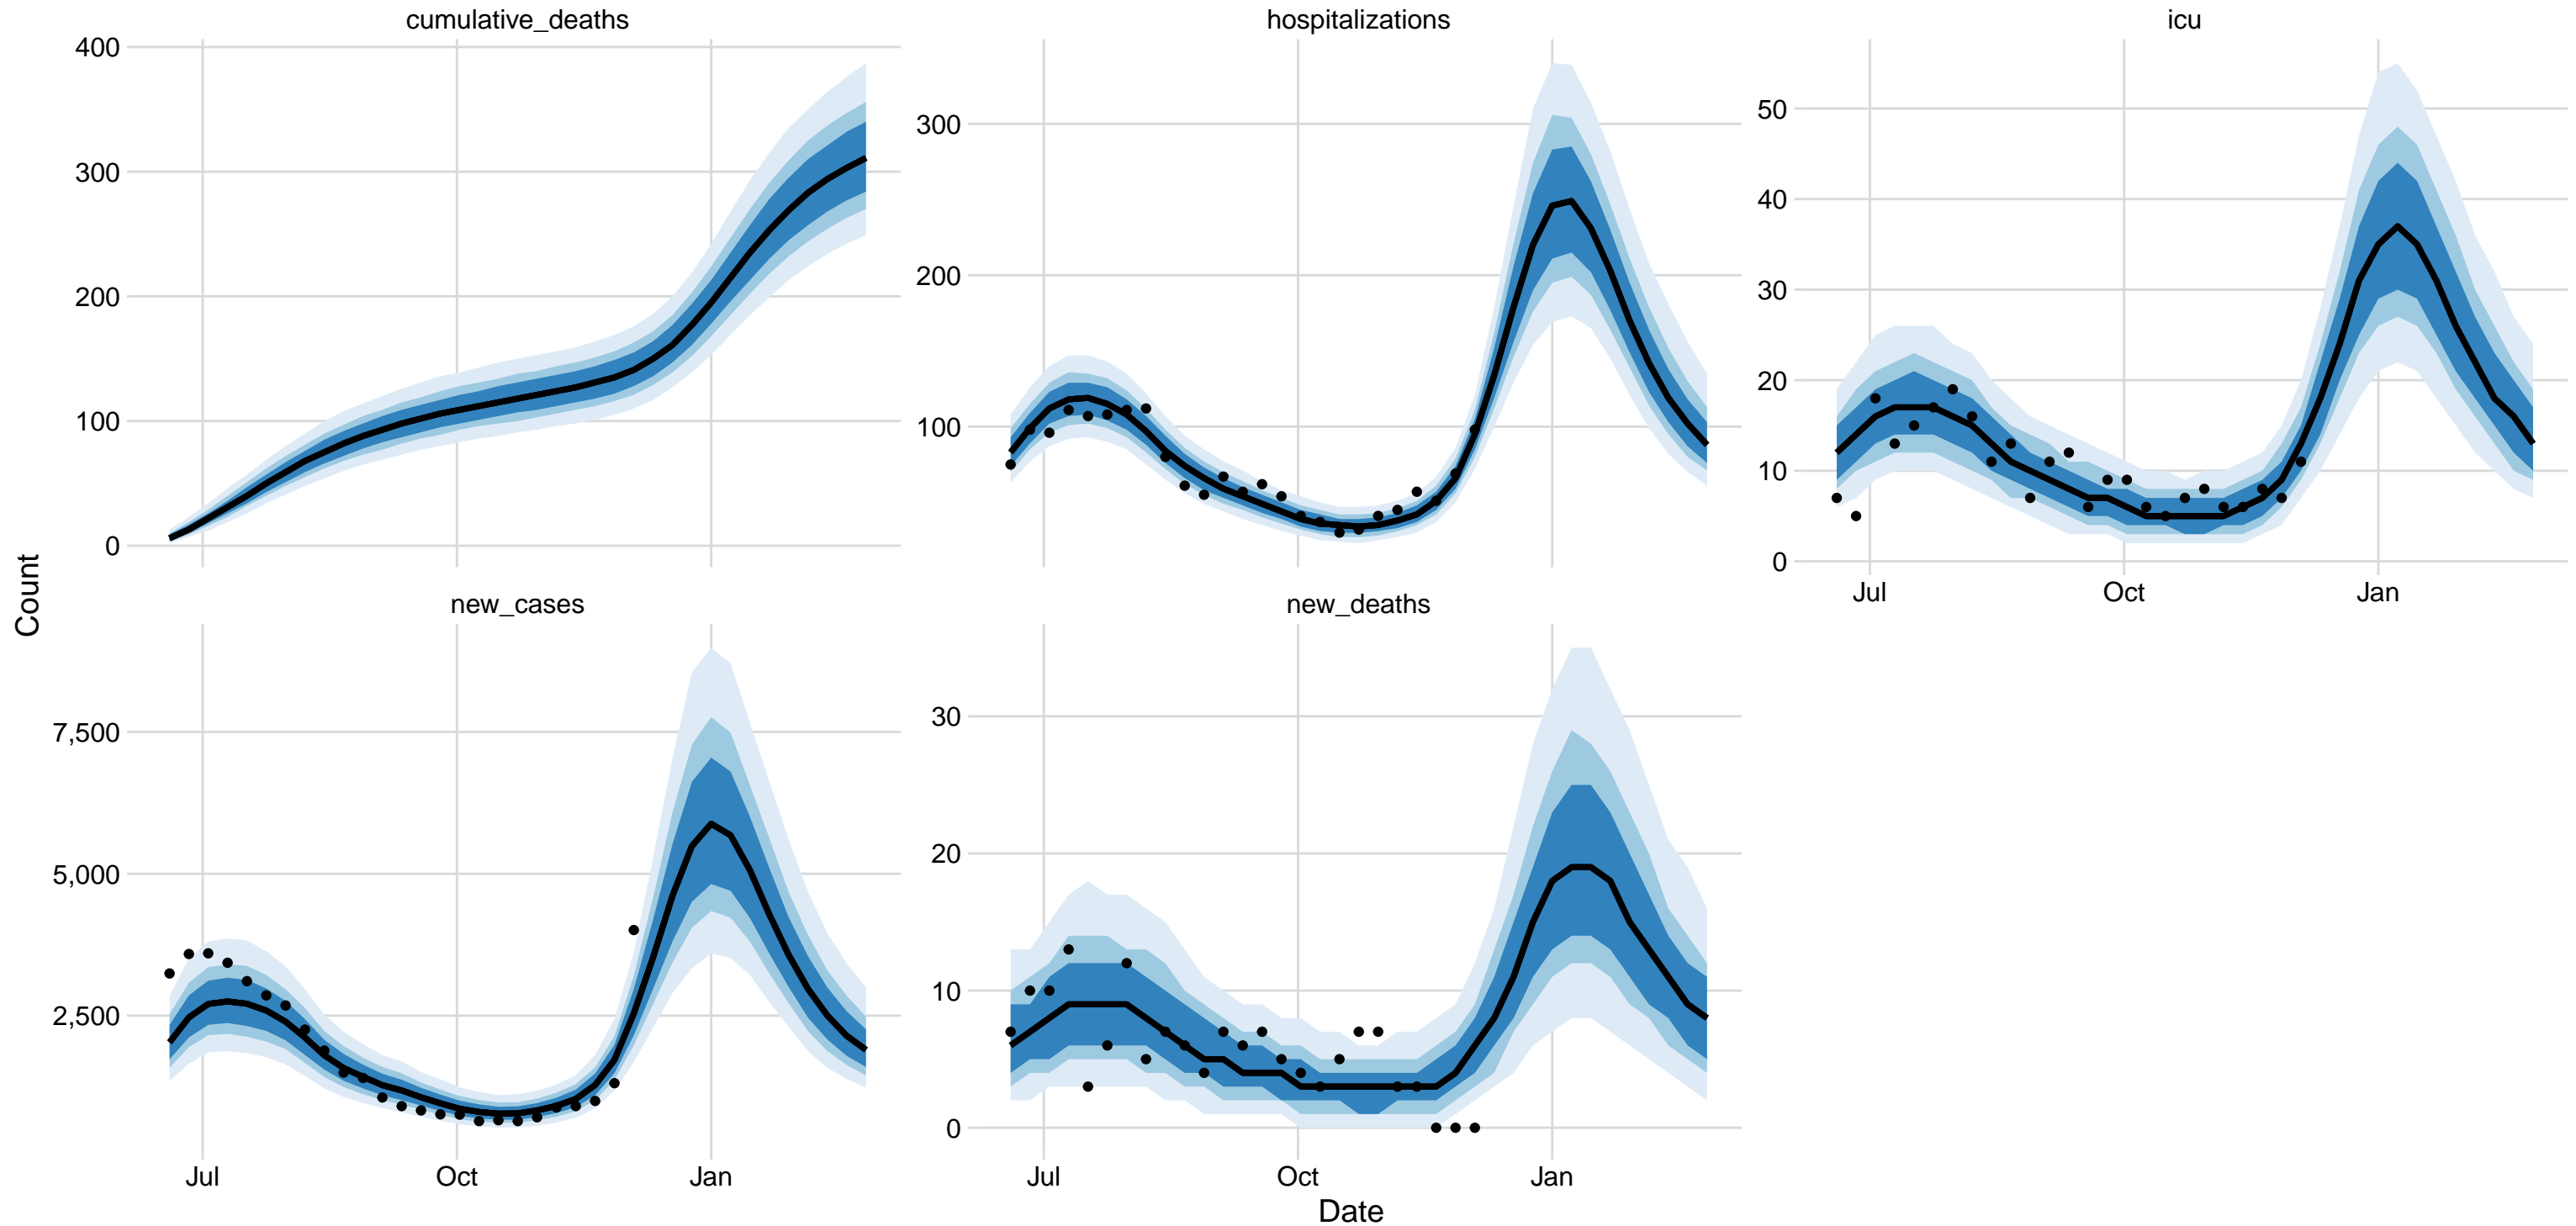 cumulative_deaths
hospitalizations
icu
400
300
200
100
0
300
200
100
50
40
30
20
10
0
Jul Oct Jan
Count
new_cases
new_deaths
7,500
5,000
2,500
30
20
10
0
Jul Oct Jan
Jul Oct Jan
Date